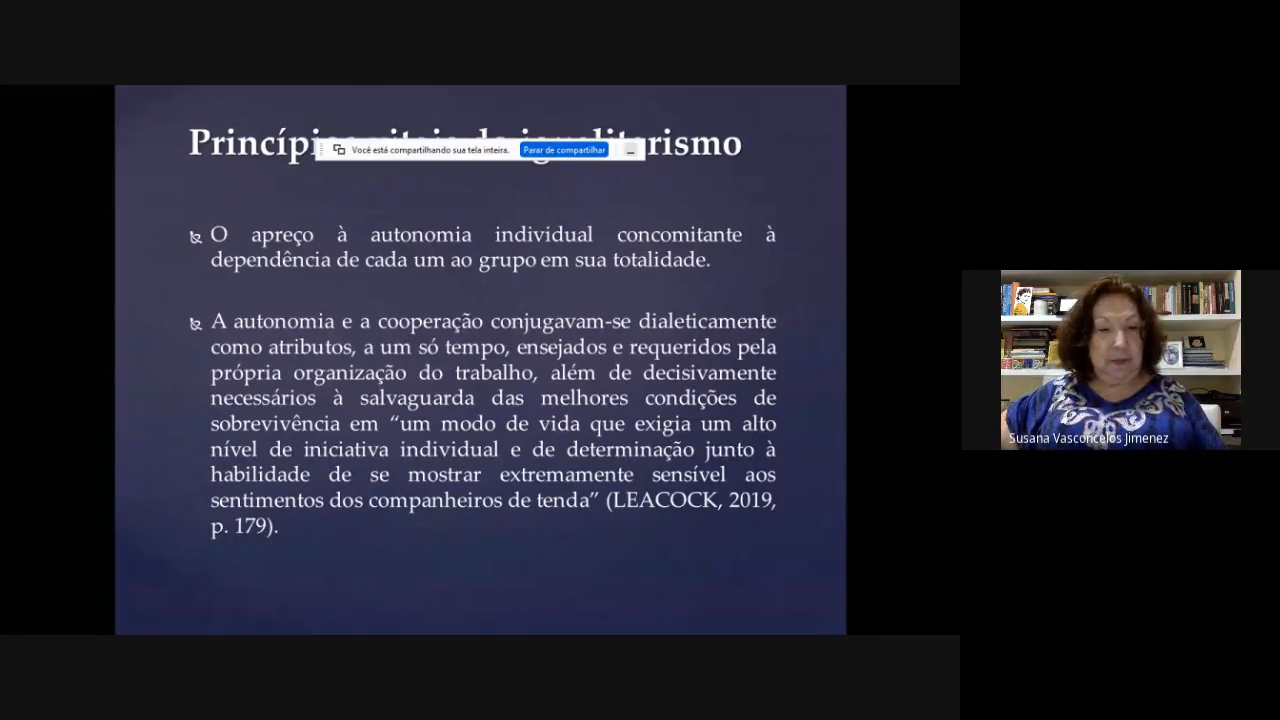 Princípi rismo
Você está compartilhando sua tela inteira. Parar de compartilhar
O apreço à autonomia individual concomitante à
dependência de cada um ao grupo em sua totalidade.
A autonomia e a cooperação conjugavam-se dialeticamente
como atributos, a um só tempo, ensejados e requeridos pela
própria organização do trabalho, além de decisivamente
necessários à salvaguarda das melhores condições de
sobrevivência em “um modo de vida que exigia um alto
nível de iniciativa individual e de determinação junto à
habilidade de se mostrar extremamente sensível aos
sentimentos dos companheiros de tenda” (LEACOCK, 2019,
p. 179).
Susana Vasconcelos Jimenez